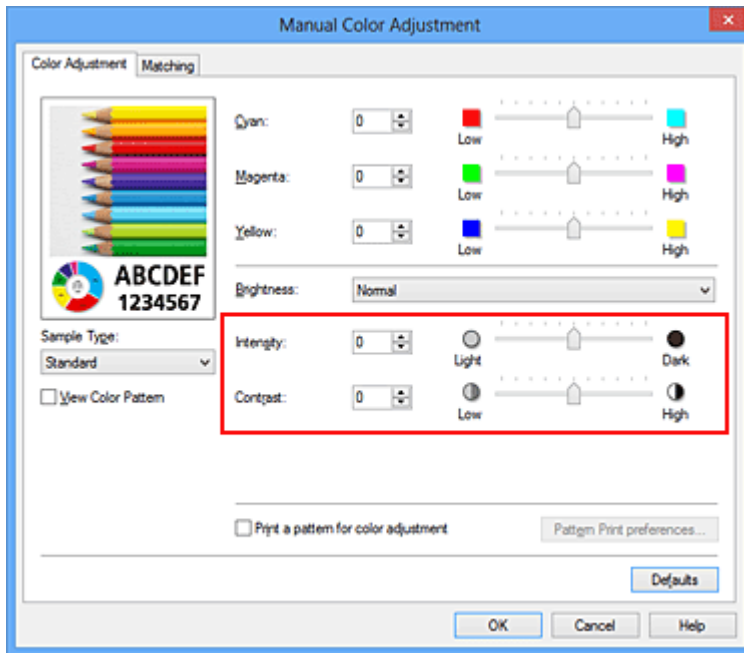 Manual Color Adjustment
Color Adjustment Matching
Cyan: 0
Low High
Magenta: 0
Low High
Yellow: 0
Low High
ABCDEF
1234567
Brightness: Normal
Sample Type:
Standard
View Color Pattern
Intensity: 0
Light Dark
Contrast: 0
Low High
Print a pattern for color adjustment Pattern Print preferences...
Defaults
OK Cancel Help